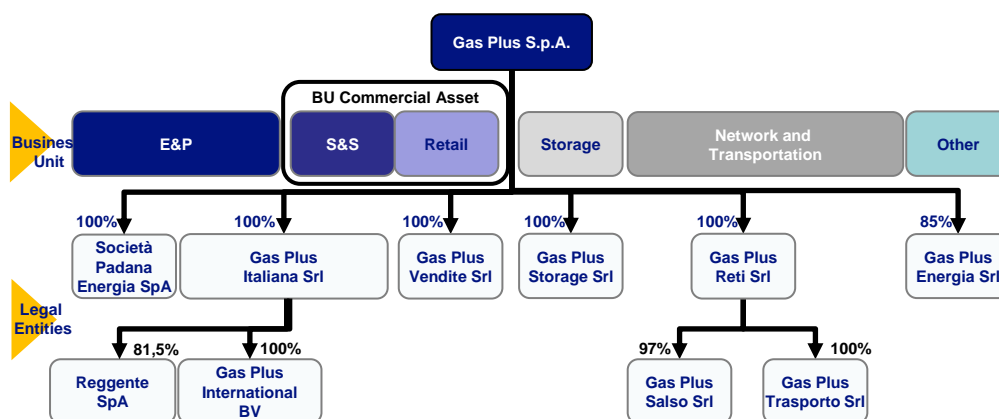 Gas Plus S.p.A.
BU Commercial Asset
Busines
Unit
E&P
S&S
Retail
Storage
Network and
Transportation
Other
100%
100%
100%
100%
100%
85%
Società
Padana
Energia SpA
Gas Plus
Italiana Srl
Gas Plus
Vendite Srl
Gas Plus
Storage Srl
Gas Plus
Reti Srl
Gas Plus
Energia Srl
Legal
Entities
81,5%
100%
97%
100%
Reggente
SpA
Gas Plus
International
BV
Gas Plus
Salso Srl
Gas Plus
Trasporto Srl